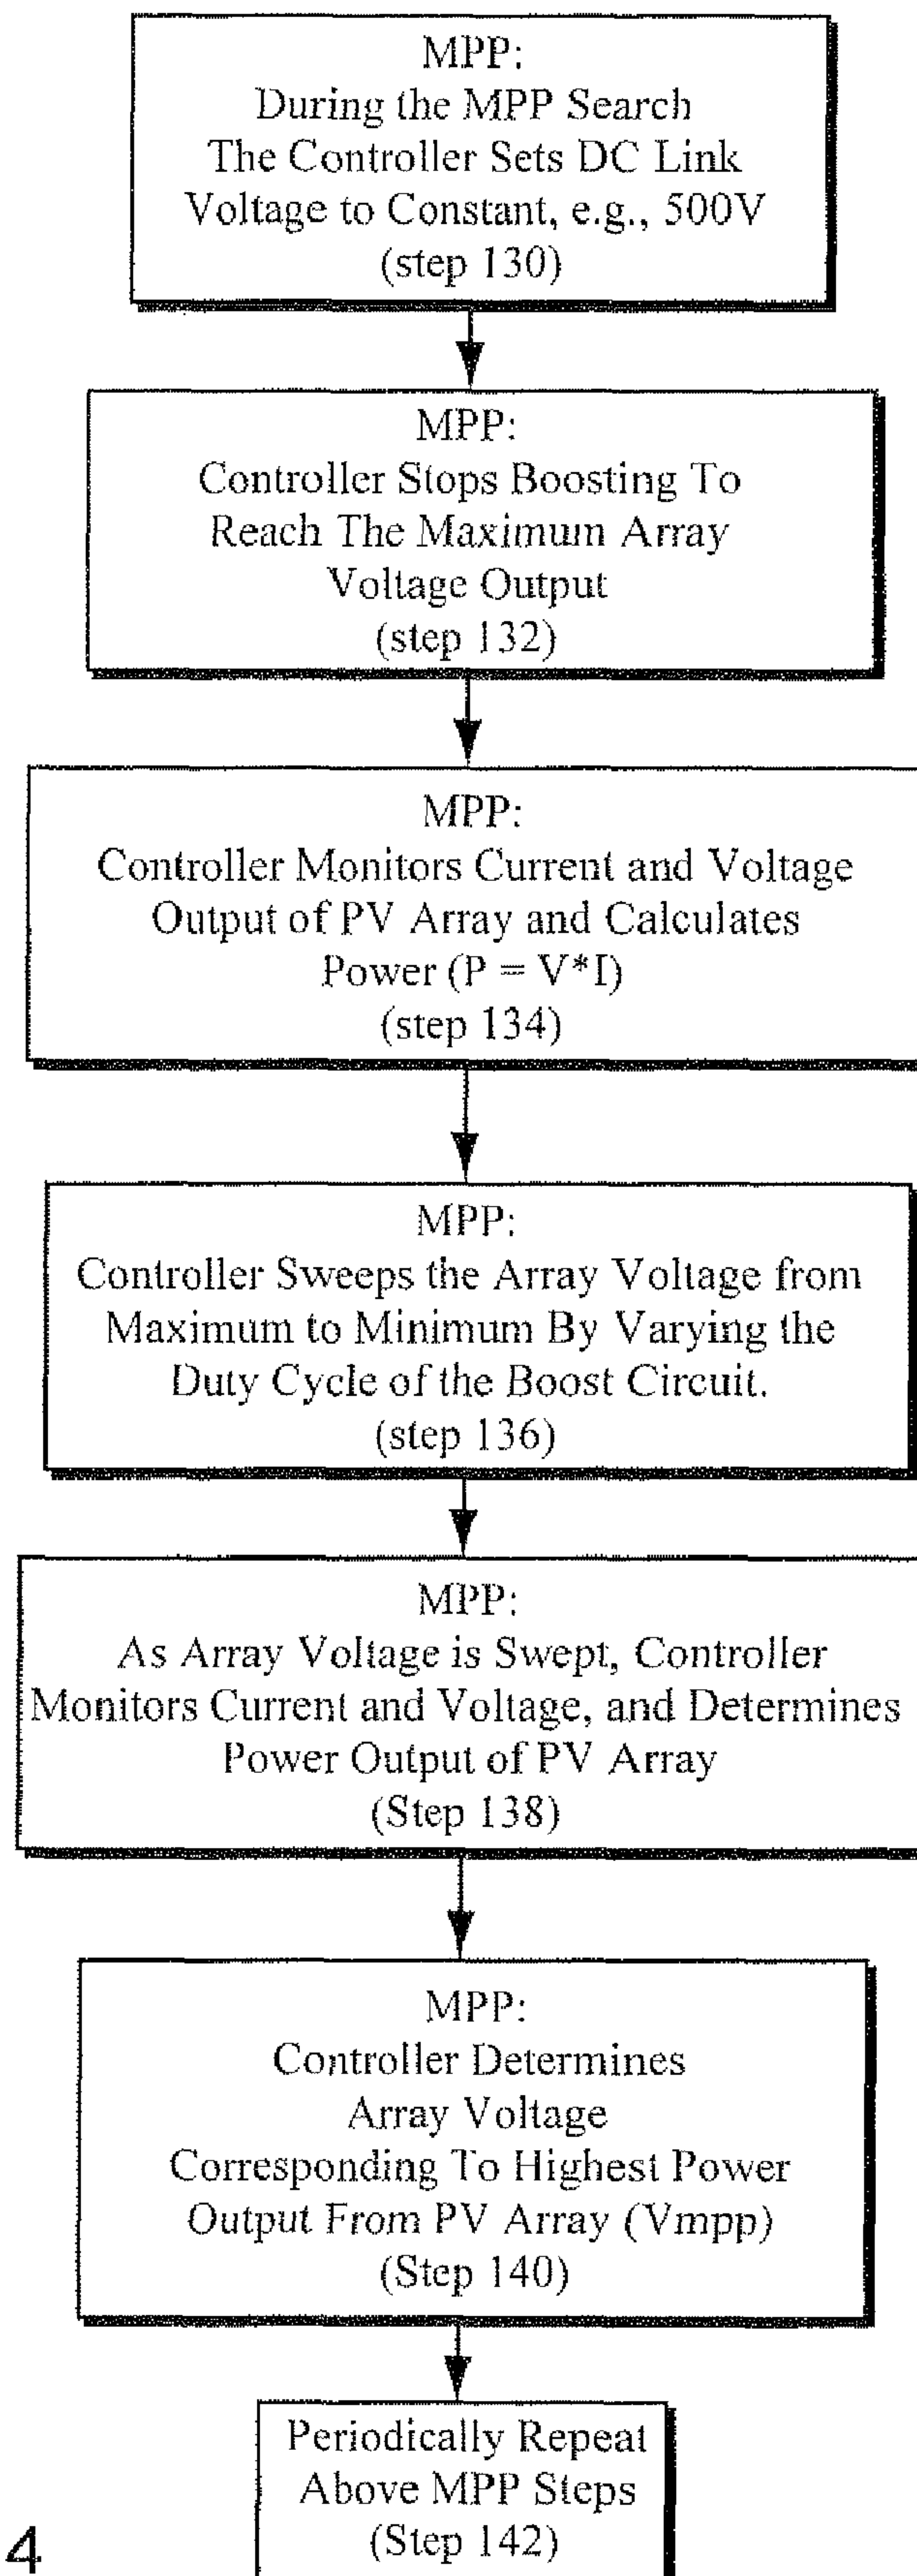 MPP:
During the MPP Search
The Controller Sets DC Link
Voltage to Constant, e.g., 500V
(step 130)
MPP:
Controller Stops Boosting To
Reach The Maximum Array
Voltage Output
(step 132)
MPP:
Controller Monitors Current and Voltage
Output of PV Array and Calculates
Power (P = V*I)
(step 134)
MPP:
Controller Sweeps the Array Voltage from
Maximum to Minimum By Varying the
Duty Cycle of the Boost Circuit.
(step 136)
MPP:
As Array Voltage is Swept, Controller
Monitors Current and Voltage, and Determines
Power Output of PV Array
(Step 138)
MPP:
Controller Determines
Array Voltage
Corresponding To Highest Power
Output From PV Array (Vmpp)
(Step 140)
Periodically Repeat
Above MPP Steps
(Step 142)
4